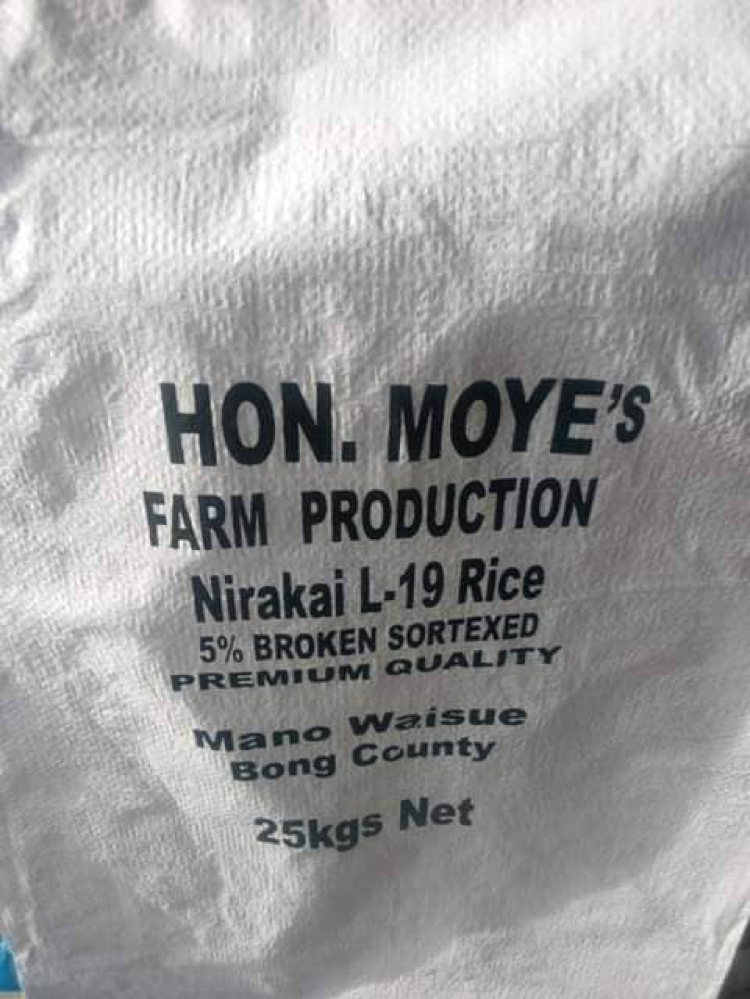 HON. MOYE'S
FARM PRODUCTION
Nirakai L-19 Rice
5% BROKEN SORTEXED
PREMIUM QUALITY
Mano Waisue
Bong County
25kgs Net